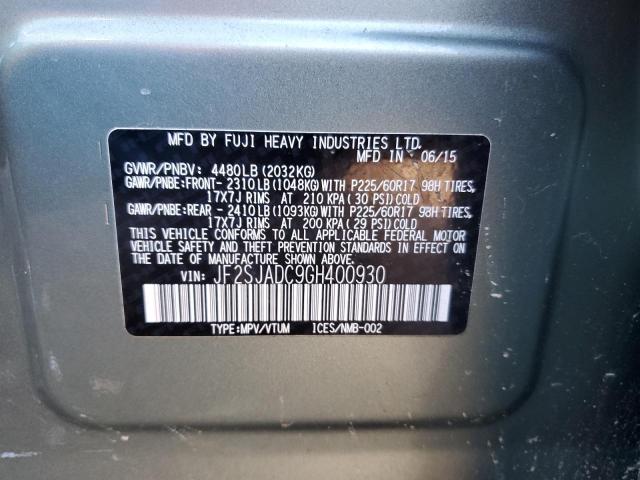 MFD BY FUJI HEAVY INDUSTRIES LTD.
MFD IN 06/15
GVWR/PNBV: 4480LB (2032KG)
GAWR/PNBE:FRONT- 2310LB (1048KG)WITH P225/60R17 98H TIRES,
17X7J RIMS AT 210 KPA (30 PSI)COLD
GAWR/PNBE:REAR - 2410LB (1093KG)WITH P225/60R17 98H TIRES,
17X7J RIMS AT 200 KPA (29 PSI)COLD
THIS VEHICLE CONFORMS TO ALL APPLICABLE FEDERAL MOTOR
VEHICLE SAFETY AND THEFT PREVENTION STANDARDS IN EFFECT ON
THE DATE OF MANUFACTURE SHOWN ABOVE.
VIN: JF2SJADC9GH400930
TYPE:MPV/VTUM ICES/NMB-002